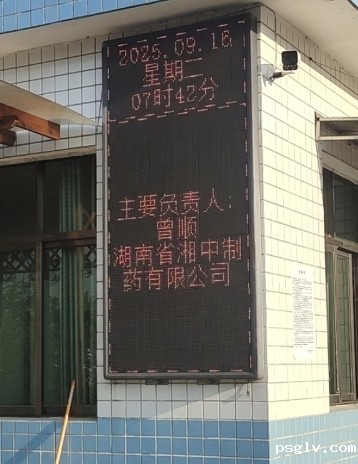 2025.09.16
星期二
07时42分
主要负责人:
曾顺
湖南省湘中制
药有限公司
psglv.com